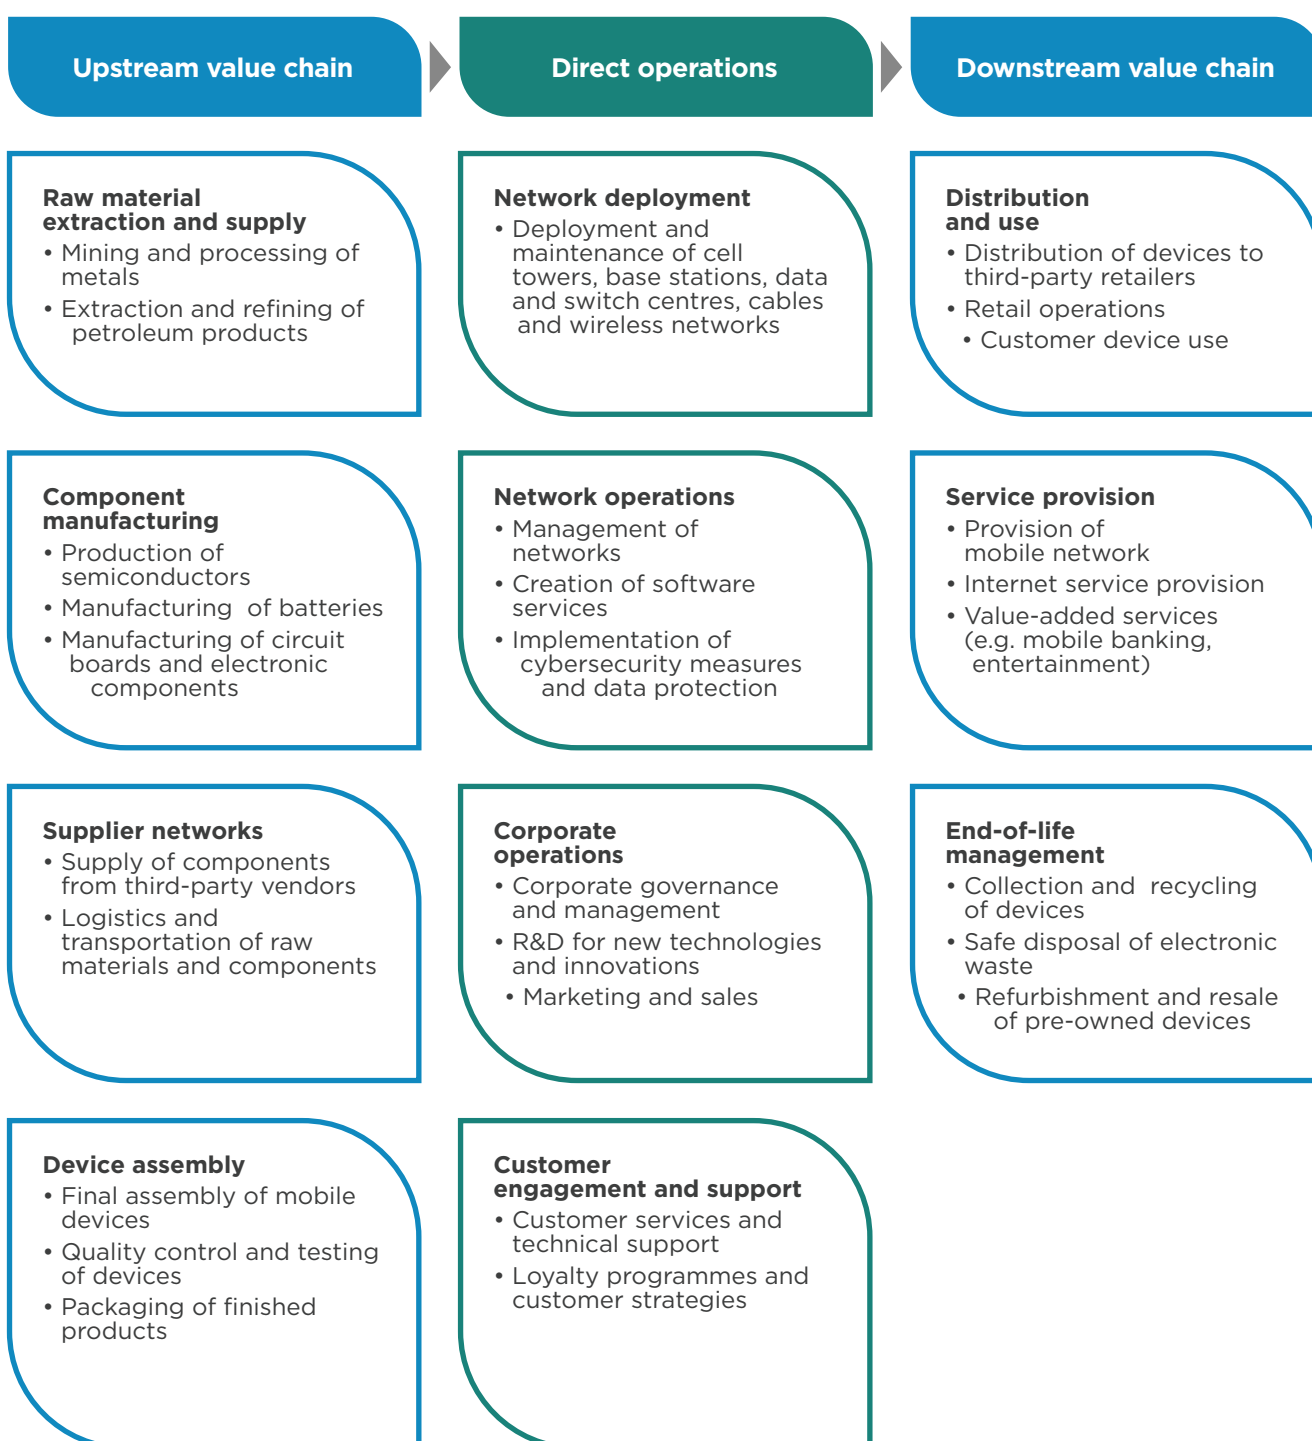 Upstream value chain
Direct operations
Downstream value chain
Raw material
extraction and supply
• Mining and processing of
metals
• Extraction and refining of
petroleum products
Component
manufacturing
• Production of
semiconductors
• Manufacturing of batteries
• Manufacturing of circuit
boards and electronic
components
Supplier networks
• Supply of components
from third-party vendors
• Logistics and
transportation of raw
materials and components
Device assembly
• Final assembly of mobile
devices
• Quality control and testing
of devices
• Packaging of finished
products
Network deployment
• Deployment and
maintenance of cell
towers, base stations, data
and switch centres, cables
and wireless networks
Network operations
• Management of
networks
• Creation of software
services
• Implementation of
cybersecurity measures
and data protection
Corporate
operations
• Corporate governance
and management
• R&D for new technologies
and innovations
• Marketing and sales
Customer
engagement and support
• Customer services and
technical support
• Loyalty programmes and
customer strategies
Distribution
and use
• Distribution of devices to
third-party retailers
• Retail operations
• Customer device use
Service provision
• Provision of
mobile network
• Internet service provision
• Value-added services
(e.g. mobile banking,
entertainment)
End-of-life
management
• Collection and recycling
of devices
• Safe disposal of electronic
waste
• Refurbishment and resale
of pre-owned devices